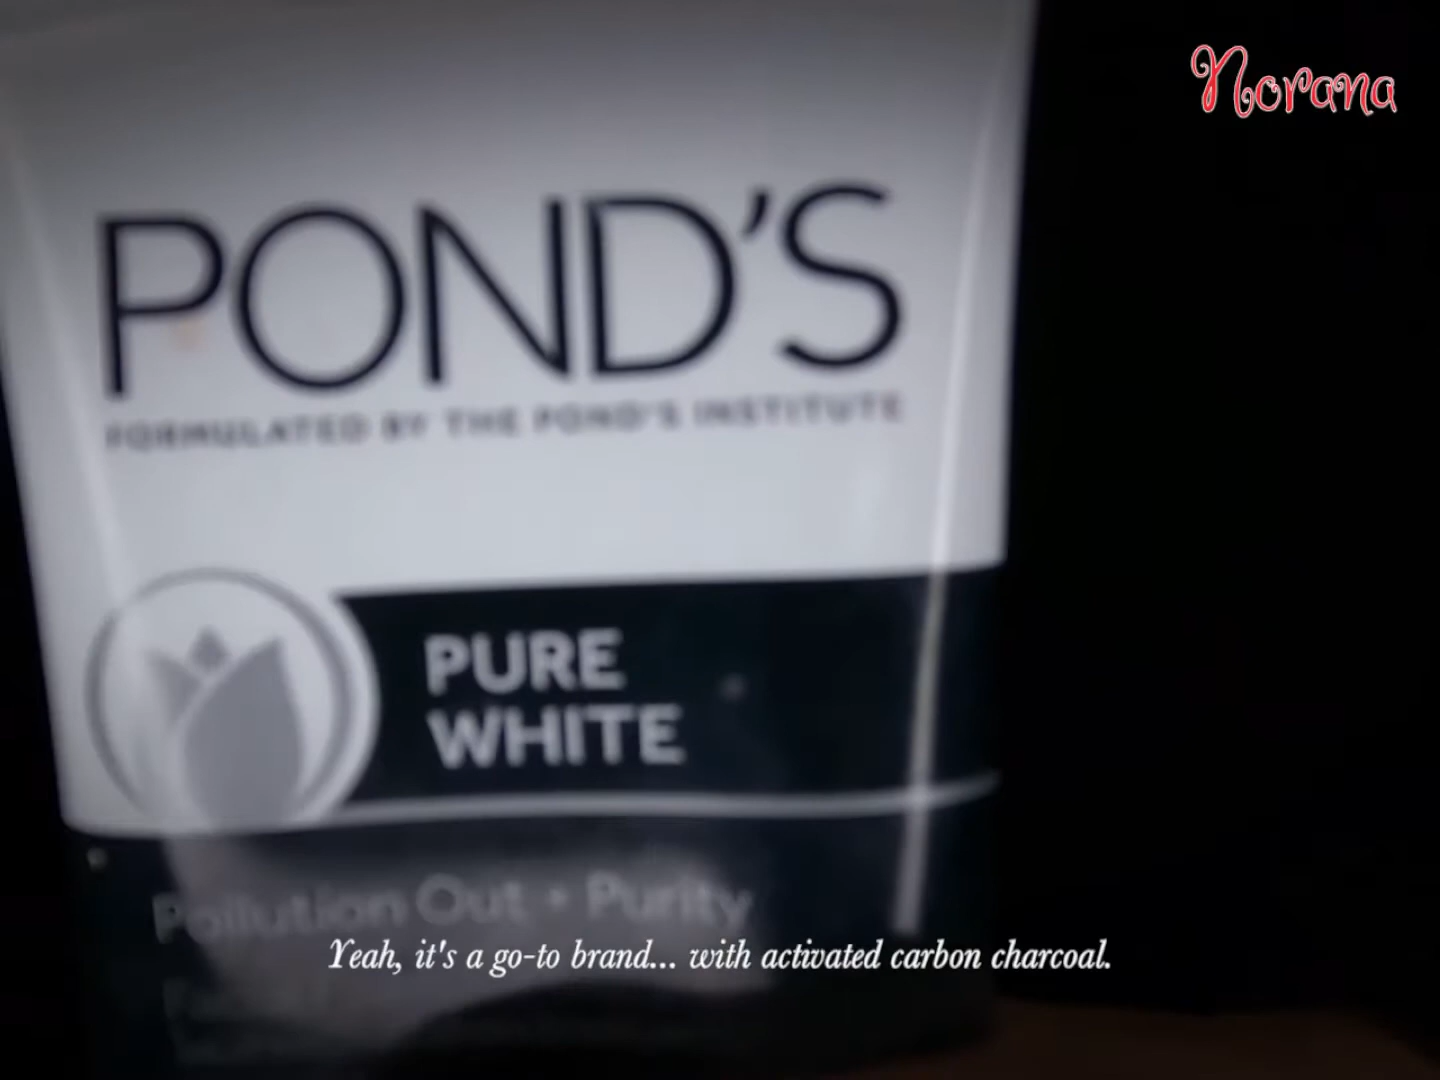 Norana
POND'S
FORMULATED BY THE POND'S INSTITUTE
PURE
WHITE
Pollution Out • Purity
Yeah, it's a go-to brand... with activated carbon charcoal.